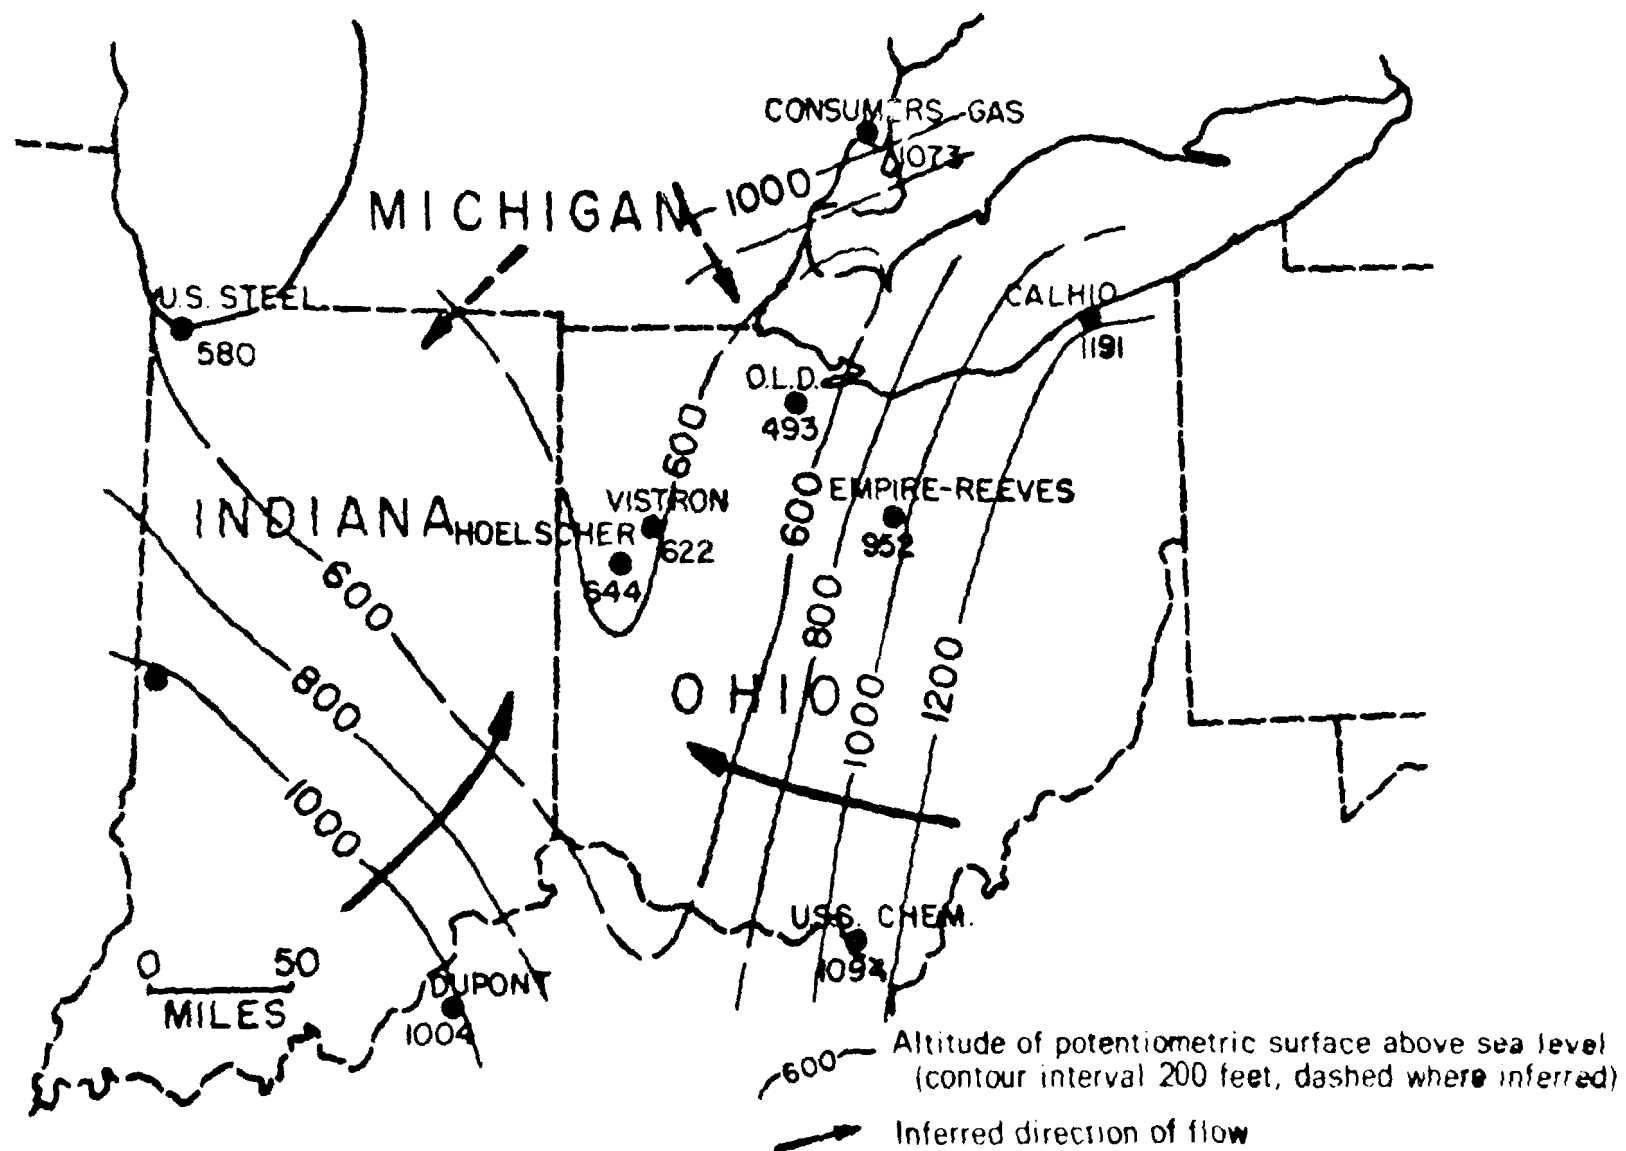 CONSUMERS GAS
1073
1000
MICHIGAN
U.S. STEEL
580
CALHIO
1191
O.L.D.
493
600
VISTRON
622
EMPIRE-REEVES
952
INDIANA
HOELSCHER
644
600
600
800
OHIO
800
1000
1200
1000
U.S.S. CHEM.
1094
0 50
MILES
DUPONT
1004
600 Altitude of potentiometric surface above sea level
(contour interval 200 feet, dashed where inferred)
Inferred direction of flow